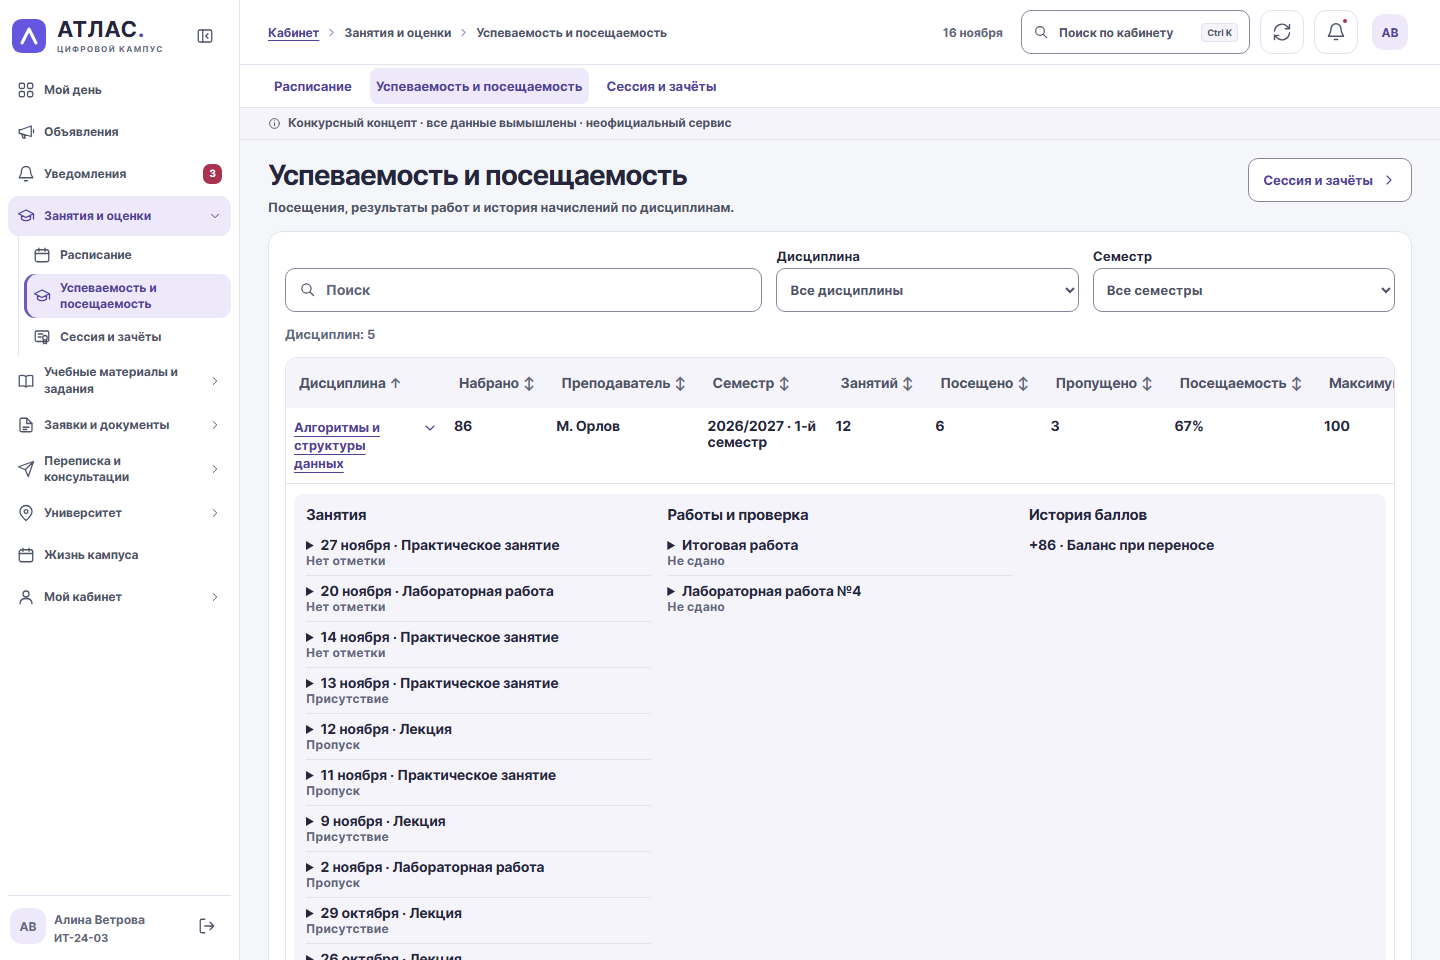 АТЛАС.
ЦИФРОВОЙ КАМПУС
Мой день
Объявления
Уведомления 3
Занятия и оценки
Расписание
Успеваемость и
посещаемость
Сессия и зачёты
Учебные материалы и
задания
Заявки и документы
Переписка и
консультации
Университет
Жизнь кампуса
Мой кабинет
АВ
Алина Ветрова
ИТ-24-03
Кабинет Занятия и оценки Успеваемость и посещаемость
16 ноября
Поиск по кабинету Ctrl K
АВ
Расписание Успеваемость и посещаемость Сессия и зачёты
Конкурсный концепт · все данные вымышлены · неофициальный сервис
Успеваемость и посещаемость
Посещения, результаты работ и история начислений по дисциплинам.
Сессия и зачёты
Поиск
Дисциплина
Все дисциплины
Семестр
Все семестры
Дисциплин: 5
Дисциплина ↑ Набрано ↕ Преподаватель ↕ Семестр ↕ Занятий ↕ Посещено ↕ Пропущено ↕ Посещаемость ↕
Алгоритмы и
структуры
данных
86
М. Орлов
2026/2027 · 1-й
семестр
12
6
3
67%
100
Занятия
27 ноября · Практическое занятие
Нет отметки
20 ноября · Лабораторная работа
Нет отметки
14 ноября · Практическое занятие
Нет отметки
13 ноября · Практическое занятие
Присутствие
12 ноября · Лекция
Пропуск
11 ноября · Практическое занятие
Пропуск
9 ноября · Лекция
Присутствие
2 ноября · Лабораторная работа
Пропуск
29 октября · Лекция
Присутствие
26 октября · Лекция
Работы и проверка
Итоговая работа
Не сдано
Лабораторная работа №4
Не сдано
История баллов
+86 · Баланс при переносе